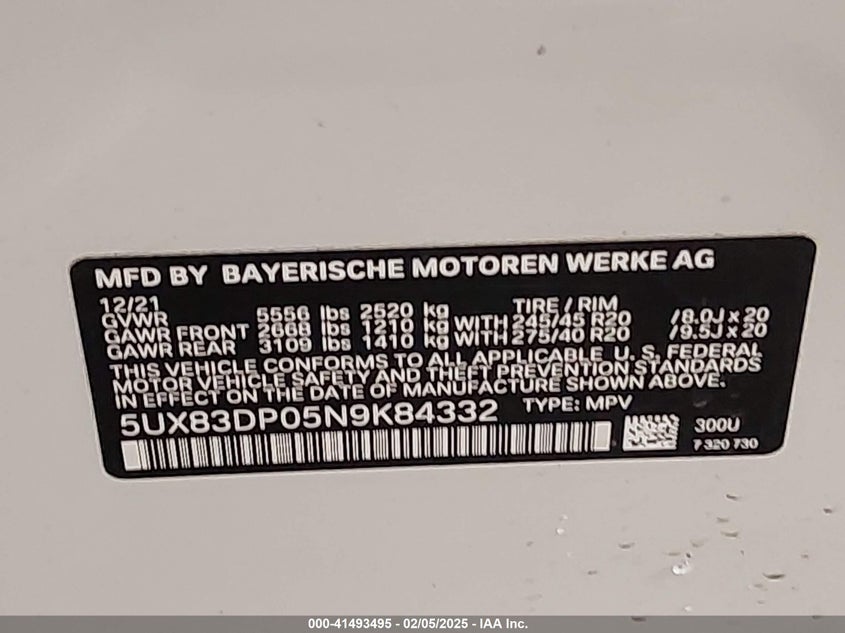 MFD BY BAYERISCHE MOTOREN WERKE AG
12/21
GVWR 5556 lbs 2520 kg TIRE / RIM
GAWR FRONT 2668 lbs 1210 kg WITH 245/45 R20 /8.0J x 20
GAWR REAR 3109 lbs 1410 kg WITH 275/40 R20 /9.5J x 20
THIS VEHICLE CONFORMS TO ALL APPLICABLE U. S. FEDERAL
MOTOR VEHICLE SAFETY AND THEFT PREVENTION STANDARDS
IN EFFECT ON THE DATE OF MANUFACTURE SHOWN ABOVE.
5UX83DP05N9K84332 TYPE: MPV
300U
7 320 730
000-41493495 - 02/05/2025 - IAA Inc.